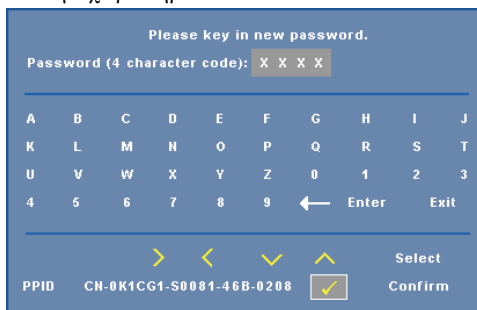 Please key in new password.
Password (4 character code): X X X X
A B C D E F G H I J
K L M N O P Q R S T
U V W X Y Z 0 1 2 3
4 5 6 7 8 9 ← Enter Exit
> < ∨ ∧ Select
PPID CN-0K1CG1-S0081-46B-0208 ✓ Confirm